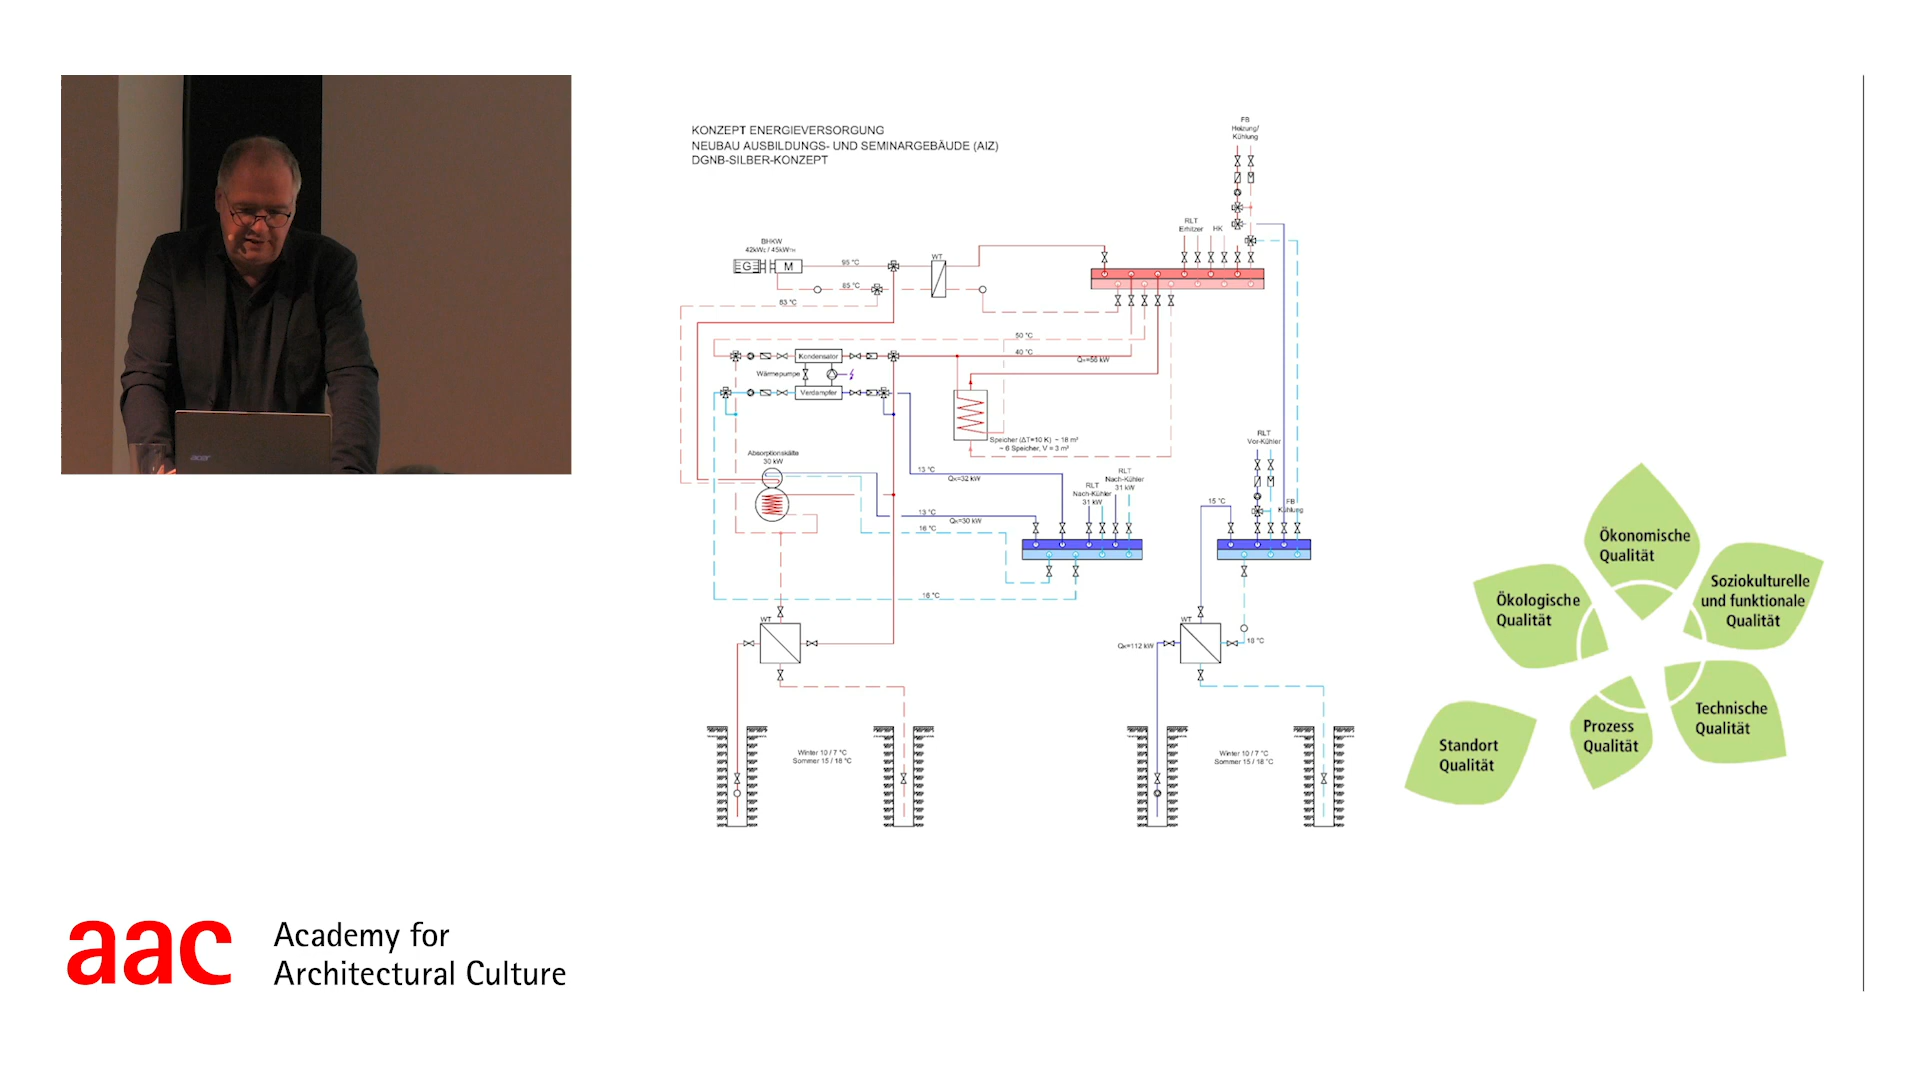 KONZEPT ENERGIEVERSORGUNG
NEUBAU AUSBILDUNGS- UND SEMINARGEBÄUDE (AIZ)
DGNB-SILBER-KONZEPT
FB
Heizung/
Kühlung
RLT
Erhitzer
HK
BHKW
42kWE / 45kWTH
G
M
95 °C
85 °C
63 °C
WT
50 °C
40 °C
QH=56 kW
Kondensator
Wärmepumpe
Verdampfer
Speicher (ΔT=10 K) ~ 18 m³
~ 6 Speicher, V = 3 m³
Absorptionskälte
30 kW
13 °C
QK=32 kW
13 °C
QK=30 kW
16 °C
16 °C
RLT
Nach-Kühler
31 kW
RLT
Nach-Kühler
31 kW
RLT
Vor-Kühler
FB
Kühlung
15 °C
18 °C
WT
WT
QK=112 kW
Winter 10 / 7 °C
Sommer 15 / 18 °C
Winter 10 / 7 °C
Sommer 15 / 18 °C
Ökonomische
Qualität
Soziokulturelle
und funktionale
Qualität
Ökologische
Qualität
Technische
Qualität
Prozess
Qualität
Standort
Qualität
acer
aac
Academy for
Architectural Culture